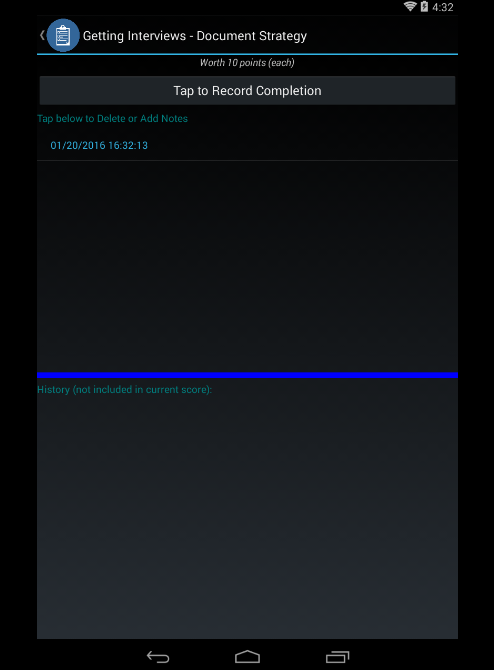 4:32
Getting Interviews - Document Strategy
Worth 10 points (each)
Tap to Record Completion
Tap below to Delete or Add Notes
01/20/2016 16:32:13
History (not included in current score):